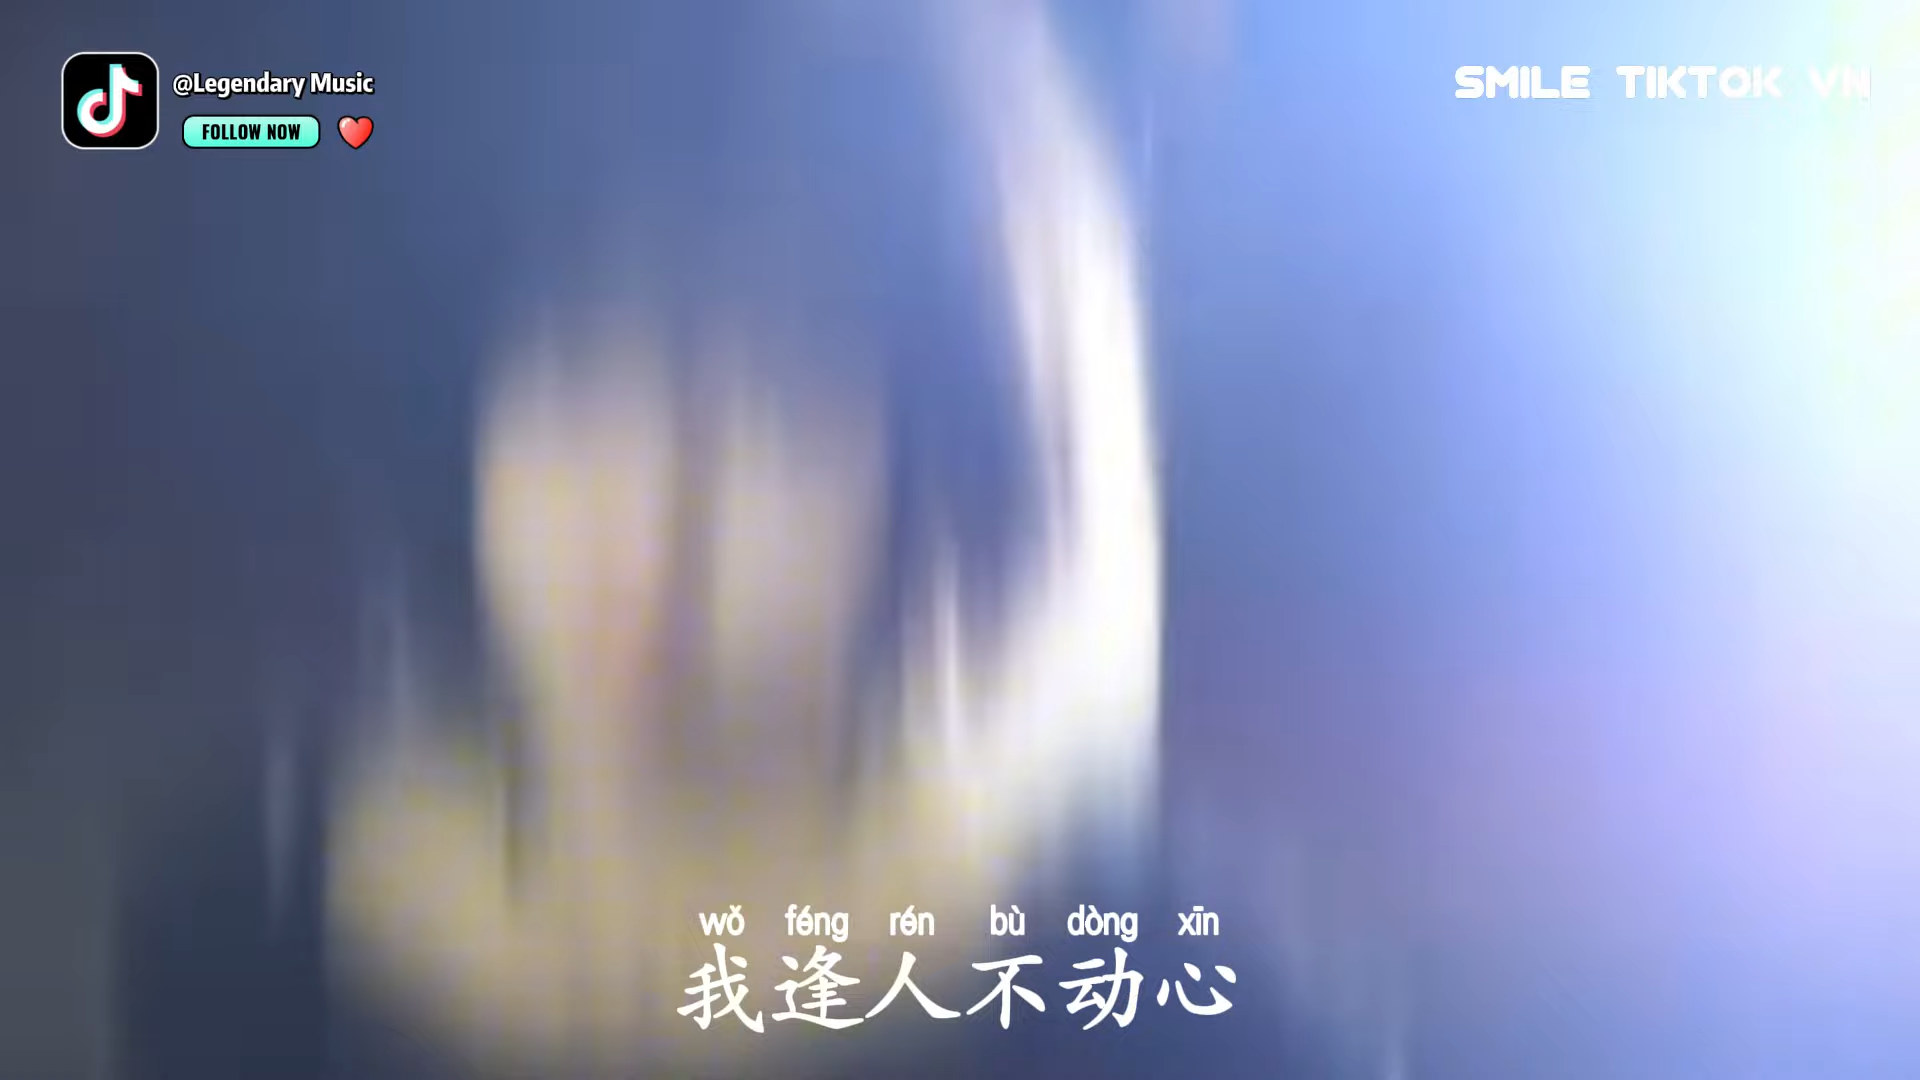 @Legendary Music
FOLLOW NOW
SMILE TIKTOK VN
wǒ féng rén bù dòng xīn
我逢人不动心